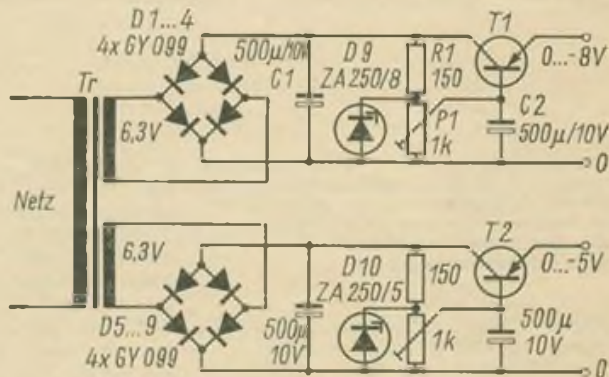 D1...4
4x GY 099
Tr
500µ/10V
C1
D9
ZA 250/8
R1
150
P1
1k
T1
0...-8V
C2
500µ/10V
0
6,3V
Netz
6,3V
D5...9
4x GY 099
500µ
10V
D10
ZA 250/5
150
1k
T2
0...-5V
500µ
10V
0